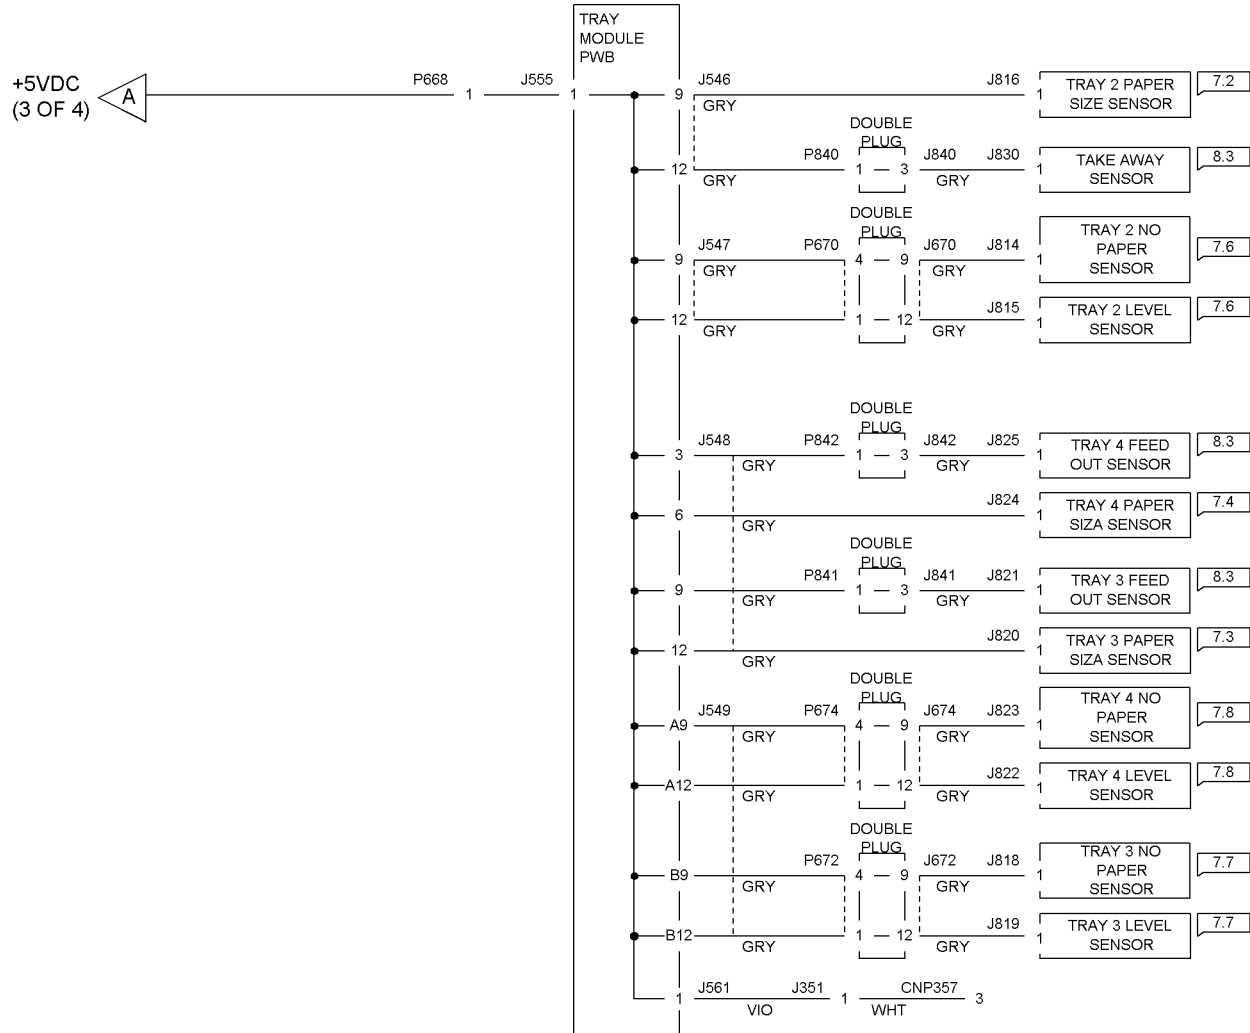 TRAY
MODULE
PWB
+5VDC
(3 OF 4)
A
P668 1 J555 1
9 J546 GRY J816 1 TRAY 2 PAPER
SIZE SENSOR 7.2
DOUBLE
PLUG
12 GRY P840 1 3 J840 GRY J830 1 TAKE AWAY
SENSOR 8.3
DOUBLE
PLUG
9 J547 GRY P670 4 9 J670 GRY J814 1 TRAY 2 NO
PAPER
SENSOR 7.6
12 GRY 1 12 GRY J815 1 TRAY 2 LEVEL
SENSOR 7.6
DOUBLE
PLUG
3 J548 GRY P842 1 3 J842 GRY J825 1 TRAY 4 FEED
OUT SENSOR 8.3
6 GRY J824 1 TRAY 4 PAPER
SIZA SENSOR 7.4
DOUBLE
PLUG
9 GRY P841 1 3 J841 GRY J821 1 TRAY 3 FEED
OUT SENSOR 8.3
12 GRY J820 1 TRAY 3 PAPER
SIZA SENSOR 7.3
DOUBLE
PLUG
A9 J549 GRY P674 4 9 J674 GRY J823 1 TRAY 4 NO
PAPER
SENSOR 7.8
A12 GRY 1 12 GRY J822 1 TRAY 4 LEVEL
SENSOR 7.8
DOUBLE
PLUG
B9 GRY P672 4 9 J672 GRY J818 1 TRAY 3 NO
PAPER
SENSOR 7.7
B12 GRY 1 12 GRY J819 1 TRAY 3 LEVEL
SENSOR 7.7
1 J561 VIO J351 1 WHT CNP357 3